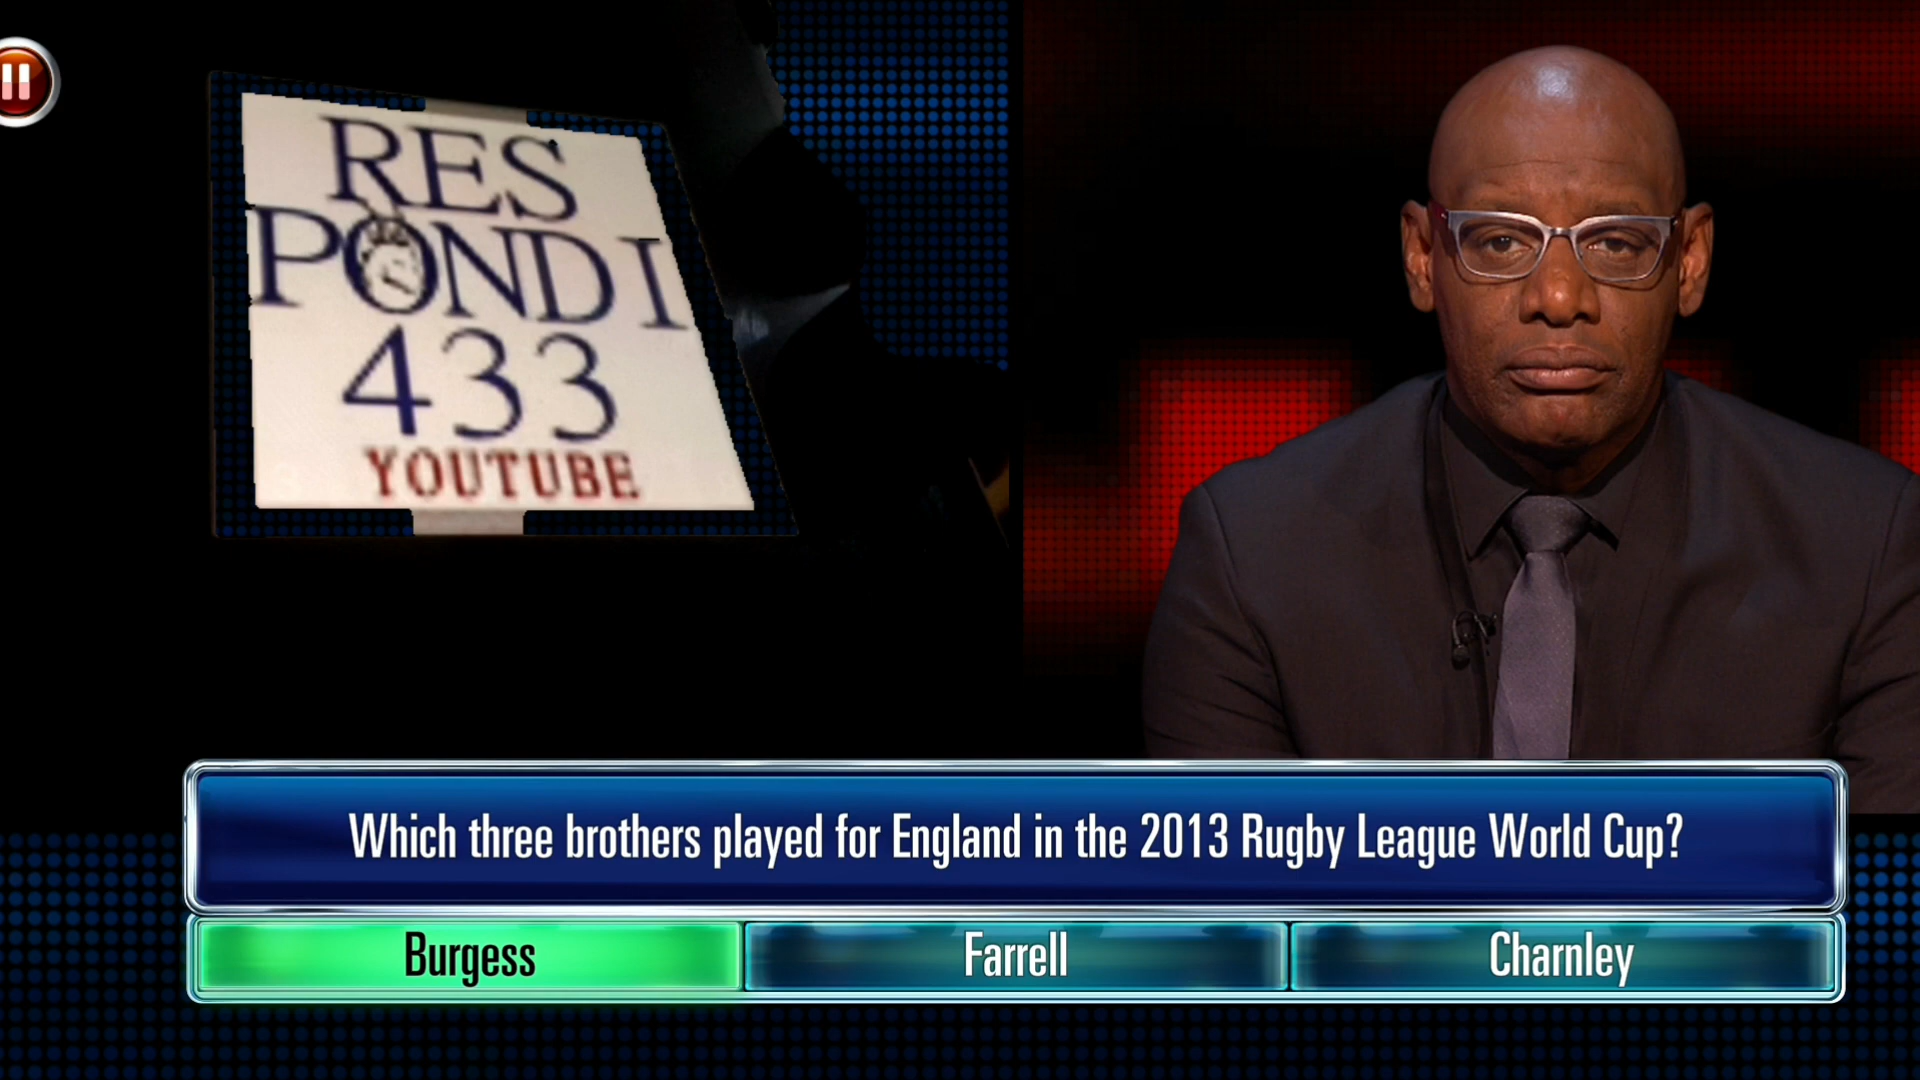 RES
PONDI
433
YOUTUBE
Which three brothers played for England in the 2013 Rugby League World Cup?
Burgess
Farrell
Charnley